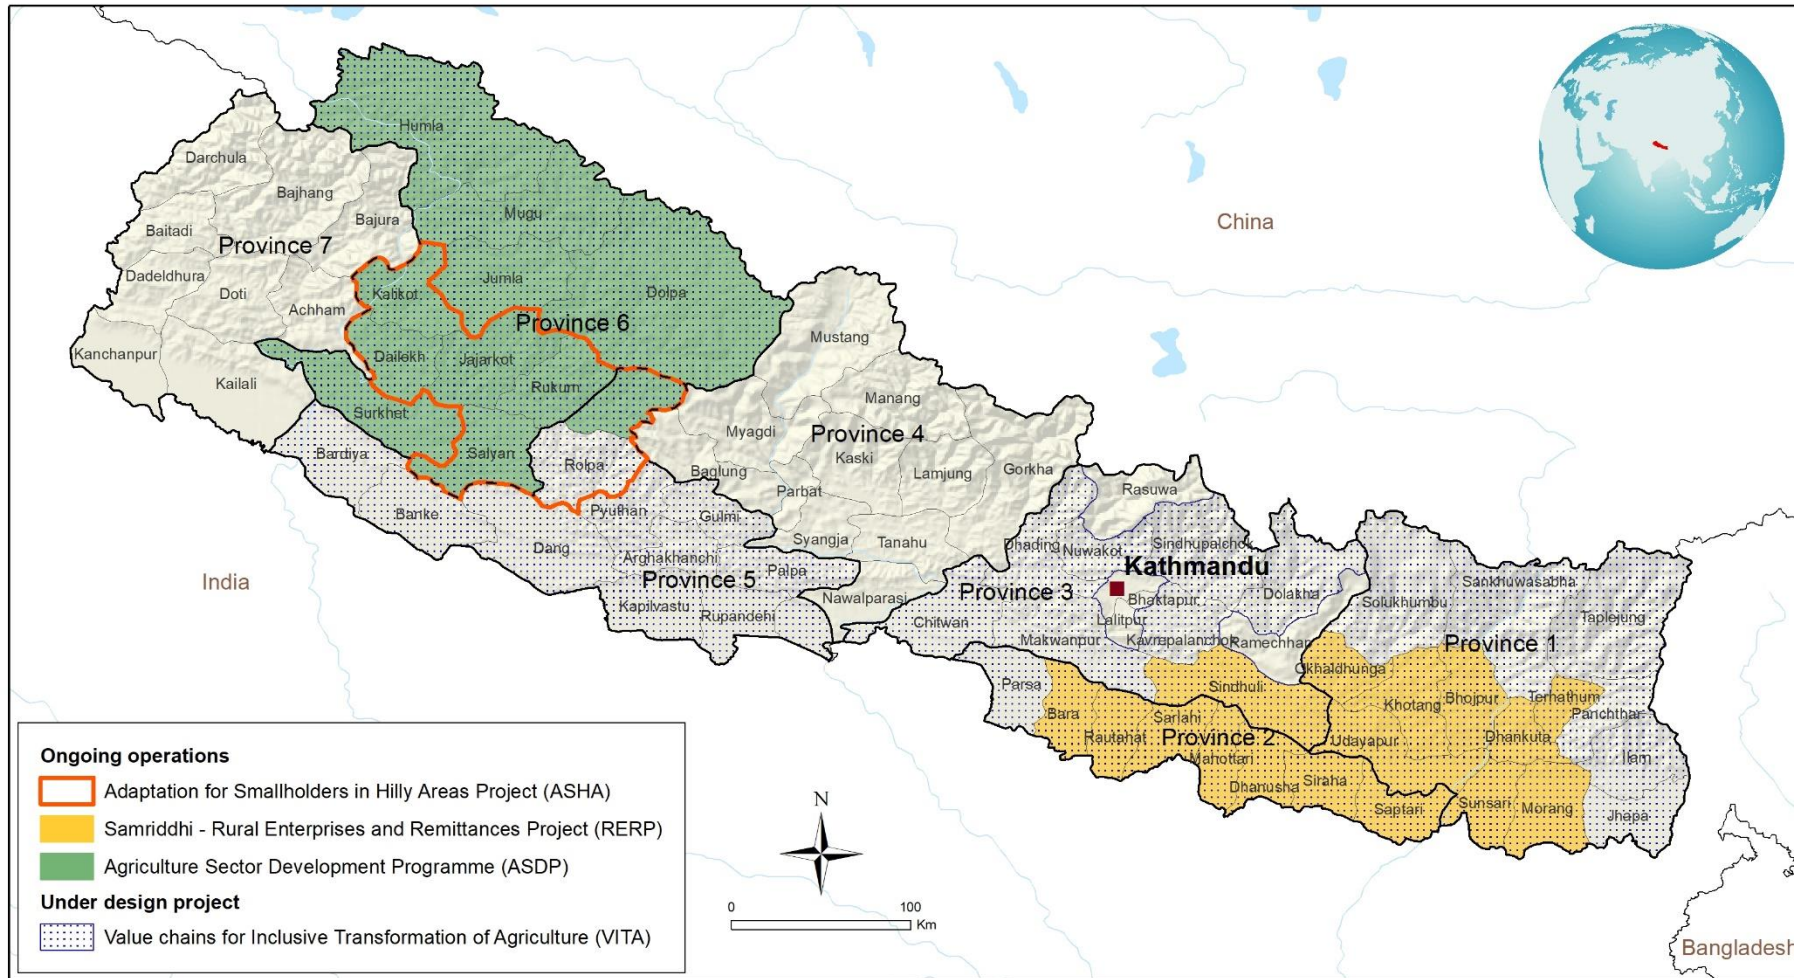 Humla
Darchula
Bajhang
Mugu
Bajura
Baitadi
Province 7
China
Dadeldhura
Jumla
Kalikot
Doti
Dolpa
Achham
Province 6
Mustang
Kanchanpur
Dailekh
Jajarkot
Kailali
Rukum
Manang
Surkhet
Myagdi
Province 4
Bardiya
Salyan
Kaski
Rolpa
Baglung
Lamjung
Gorkha
Parbat
Rasuwa
Banke
Pyuthan
Gulmi
Syangja
Tanahu
Dhading
Nuwakot
Sindhupalchok
Dang
Arghakhanchi
Kathmandu
India
Palpa
Province 5
Province 3
Sankhuwasabha
Nawalparasi
Bhaktapur
Dolakha
Solukhumbu
Kapilvastu
Rupandehi
Chitwan
Lalitpur
Taplejung
Makwanpur
Kavrepalanchok
Ramechhap
Province 1
Okhaldhunga
Parsa
Sindhuli
Bhojpur
Terhathum
Khotang
Panchthar
Bara
Sarlahi
Rautahat
Province 2
Udayapur
Dhankuta
Mahottari
Ilam
Dhanusha
Siraha
Saptari
Sunsari
Morang
Jhapa
Ongoing operations
Adaptation for Smallholders in Hilly Areas Project (ASHA)
Samriddhi - Rural Enterprises and Remittances Project (RERP)
Agriculture Sector Development Programme (ASDP)
Under design project
Value chains for Inclusive Transformation of Agriculture (VITA)
N
0 100
Km
Bangladesh